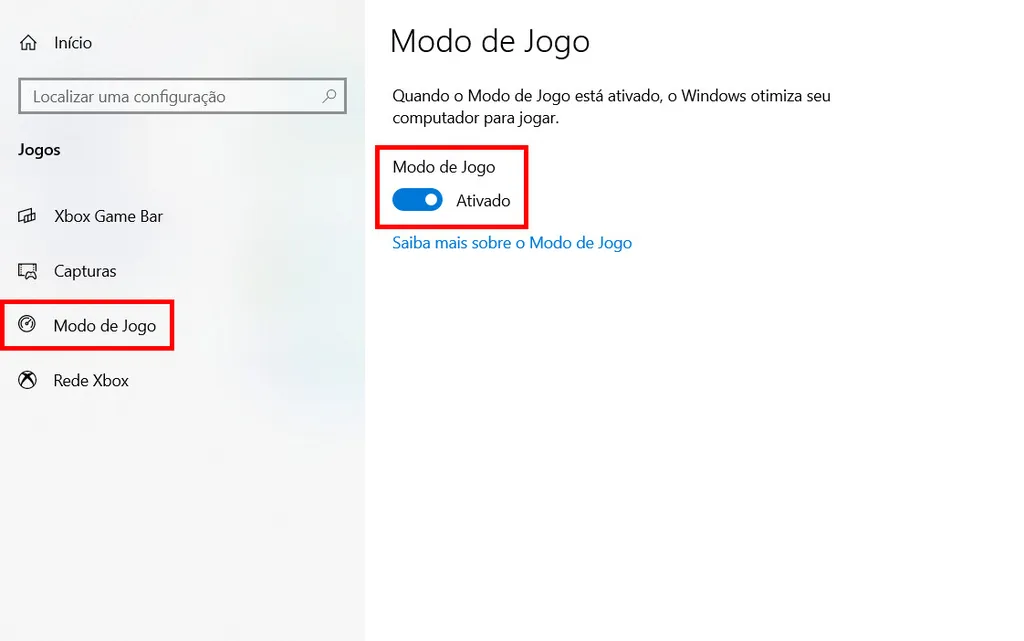 Início
Localizar uma configuração
Jogos
Xbox Game Bar
Capturas
Modo de Jogo
Rede Xbox
Modo de Jogo
Quando o Modo de Jogo está ativado, o Windows otimiza seu
computador para jogar.
Modo de Jogo
Ativado
Saiba mais sobre o Modo de Jogo